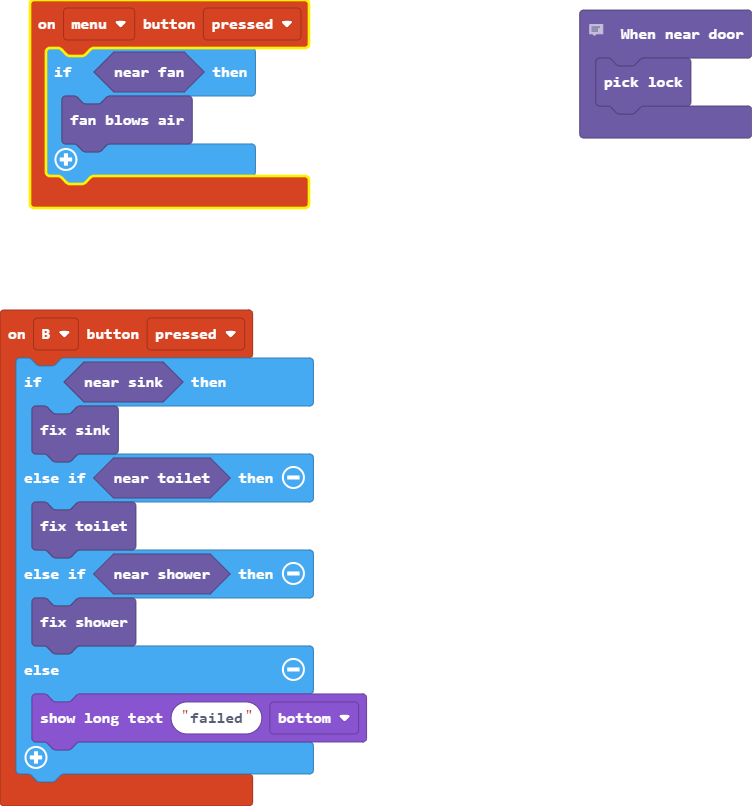 on menu button pressed
if near fan then
fan blows air
When near door
pick lock
on B button pressed
if near sink then
fix sink
else if near toilet then
fix toilet
else if near shower then
fix shower
else
show long text "failed" bottom